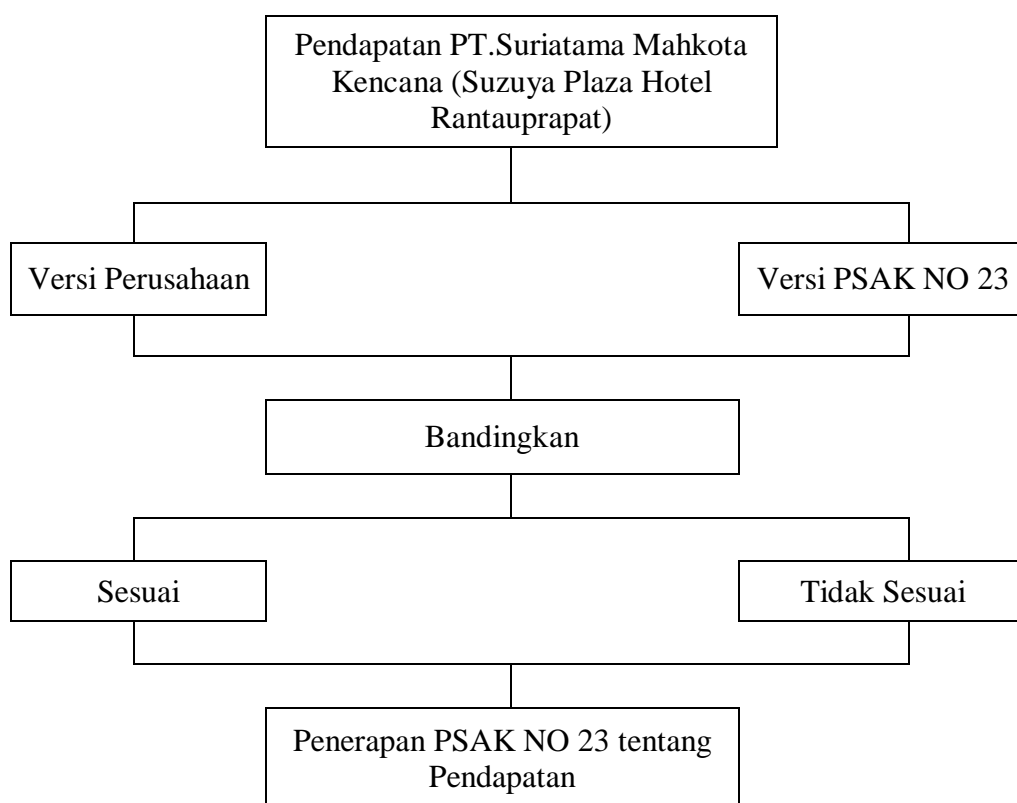 Pendapatan PT.Suriatama Mahkota
Kencana (Suzuya Plaza Hotel
Rantauprapat)
Versi Perusahaan
Versi PSAK NO 23
Bandingkan
Sesuai
Tidak Sesuai
Penerapan PSAK NO 23 tentang
Pendapatan